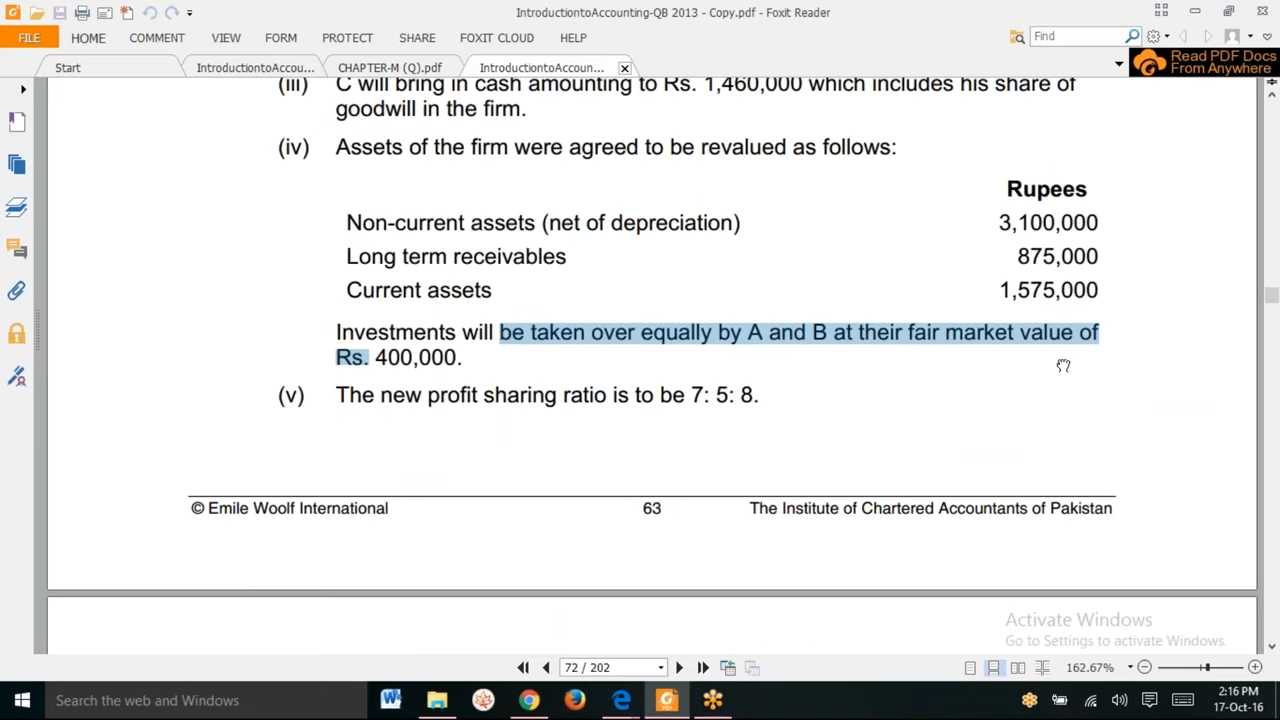 IntroductiontoAccounting-QB 2013 - Copy.pdf - Foxit Reader
FILE HOME COMMENT VIEW FORM PROTECT SHARE FOXIT CLOUD HELP Find
Start IntroductiontoAccou... CHAPTER-M (Q).pdf IntroductiontoAccoun... Read PDF Docs
From Anywhere
(iii) C will bring in cash amounting to Rs. 1,460,000 which includes his share of
goodwill in the firm.
(iv) Assets of the firm were agreed to be revalued as follows:
Rupees
Non-current assets (net of depreciation) 3,100,000
Long term receivables 875,000
Current assets 1,575,000
Investments will be taken over equally by A and B at their fair market value of
Rs. 400,000.
(v) The new profit sharing ratio is to be 7: 5: 8.
© Emile Woolf International 63 The Institute of Chartered Accountants of Pakistan
Activate Windows
Go to Settings to activate Windows.
72 / 202 162.67%
Search the web and Windows 2:16 PM
17-Oct-16